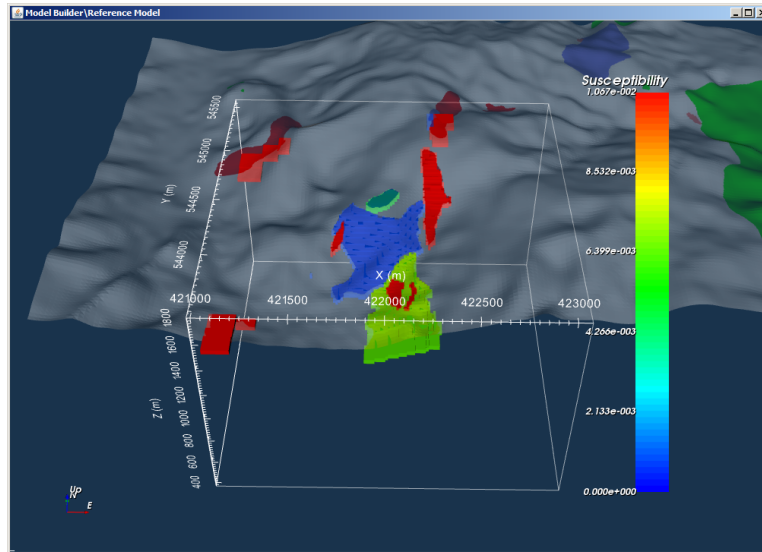 Model Builder\Reference Model
Susceptibility
1.067e-002
8.532e-003
6.399e-003
4.266e-003
2.133e-003
0.000e+000
545500
545000
544500
544000
Y (m)
X (m)
421000
421500
422000
422500
423000
1800
1600
1400
1200
1000
800
600
400
Z (m)
Up
N
E